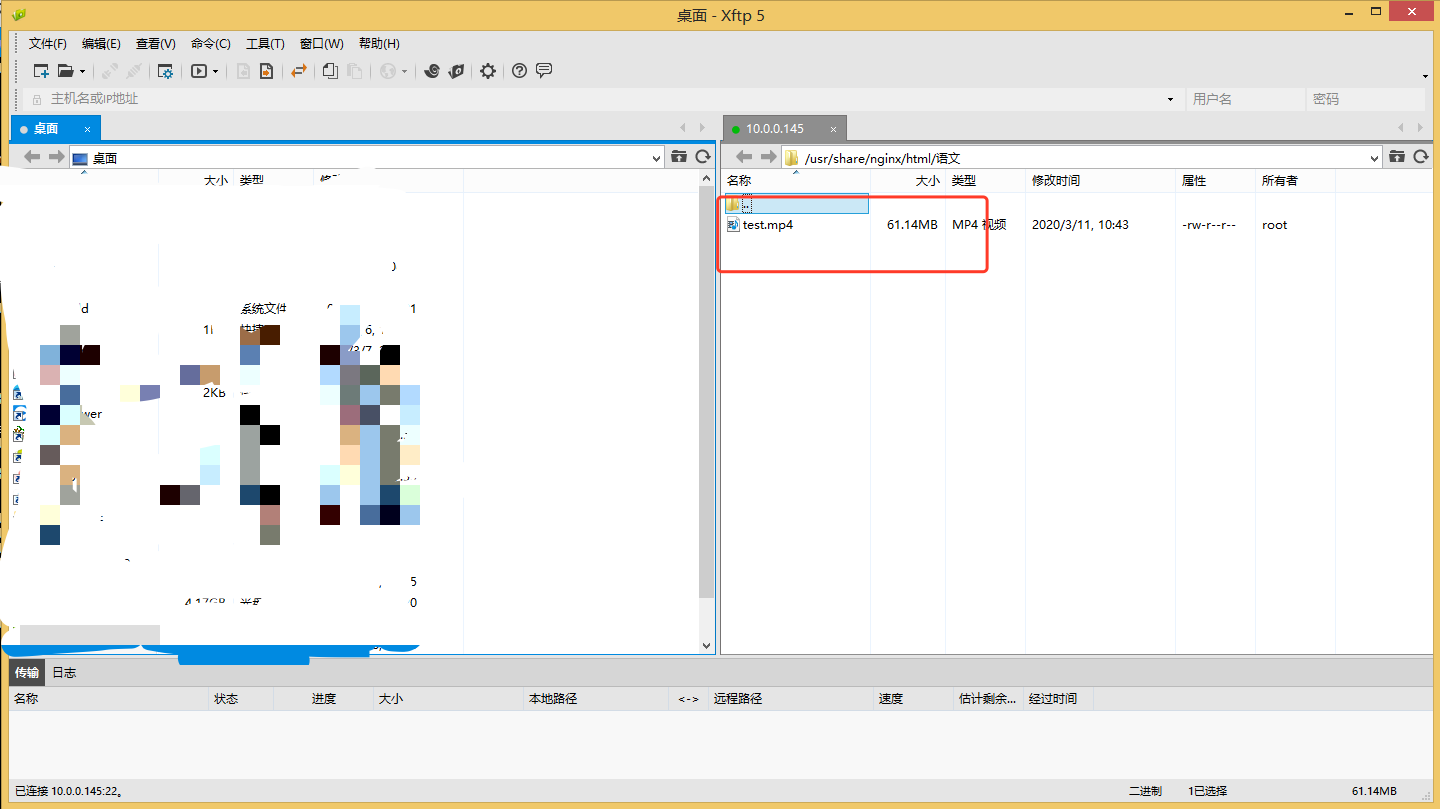 桌面 - Xftp 5
文件(F) 编辑(E) 查看(V) 命令(C) 工具(T) 窗口(W) 帮助(H)
主机名或IP地址 用户名 密码
桌面 10.0.0.145
桌面 /usr/share/nginx/html/语文
大小 类型 名称 大小 类型 修改时间 属性 所有者
..
test.mp4 61.14MB MP4 视频 2020/3/11, 10:43 -rw-r--r-- root
系统文件
2KB
传输 日志
名称 状态 进度 大小 本地路径 <-> 远程路径 速度 估计剩余... 经过时间
已连接 10.0.0.145:22。 二进制 1已选择 61.14MB